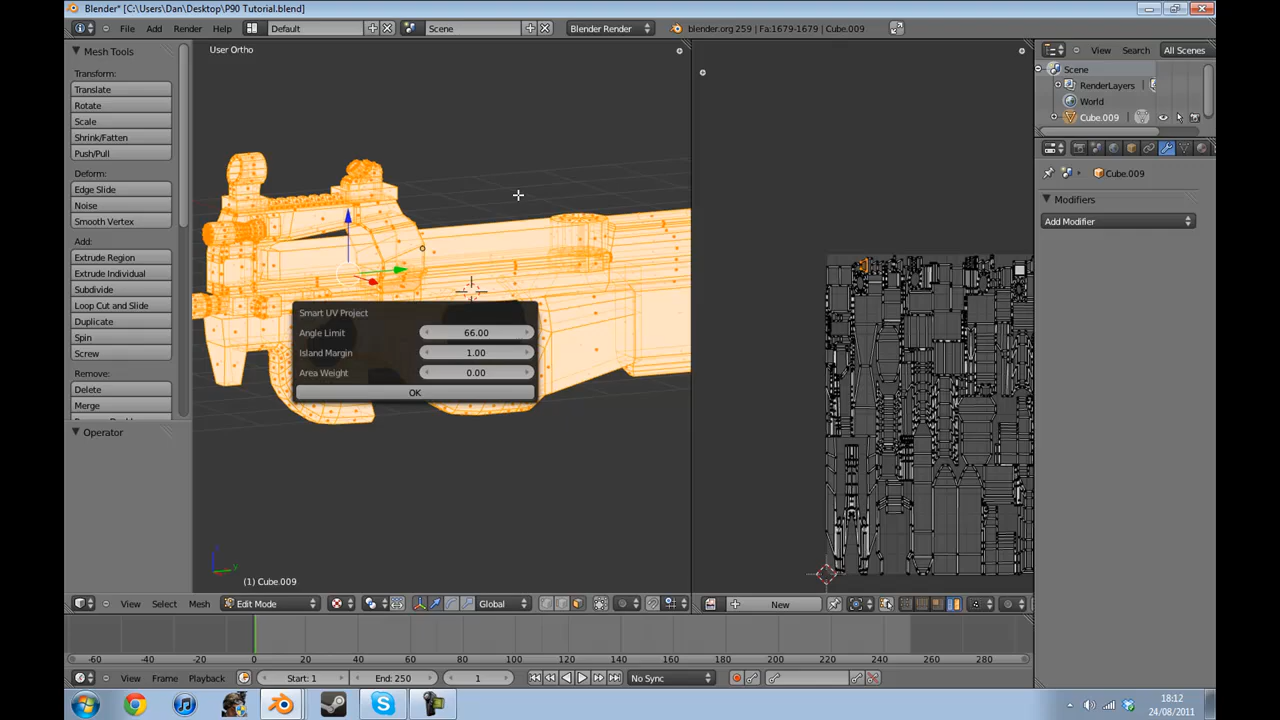 Blender* [C:\Users\Dan\Desktop\P90 Tutorial.blend]
File Add Render Help Default Scene Blender Render blender.org 259 | Fa:1679-1679 | Cube.009
Mesh Tools
Transform:
Translate
Rotate
Scale
Shrink/Fatten
Push/Pull
Deform:
Edge Slide
Noise
Smooth Vertex
Add:
Extrude Region
Extrude Individual
Subdivide
Loop Cut and Slide
Duplicate
Spin
Screw
Remove:
Delete
Merge
Operator
User Ortho
Smart UV Project
Angle Limit 66.00
Island Margin 1.00
Area Weight 0.00
OK
(1) Cube.009
View Select Mesh Edit Mode Global
New
View Search All Scenes
Scene
RenderLayers
World
Cube.009
Cube.009
Modifiers
Add Modifier
-60 -40 -20 0 20 40 60 80 100 120 140 160 180 200 220 240 260 280
View Frame Playback Start: 1 End: 250 1 No Sync
18:12
24/08/2011